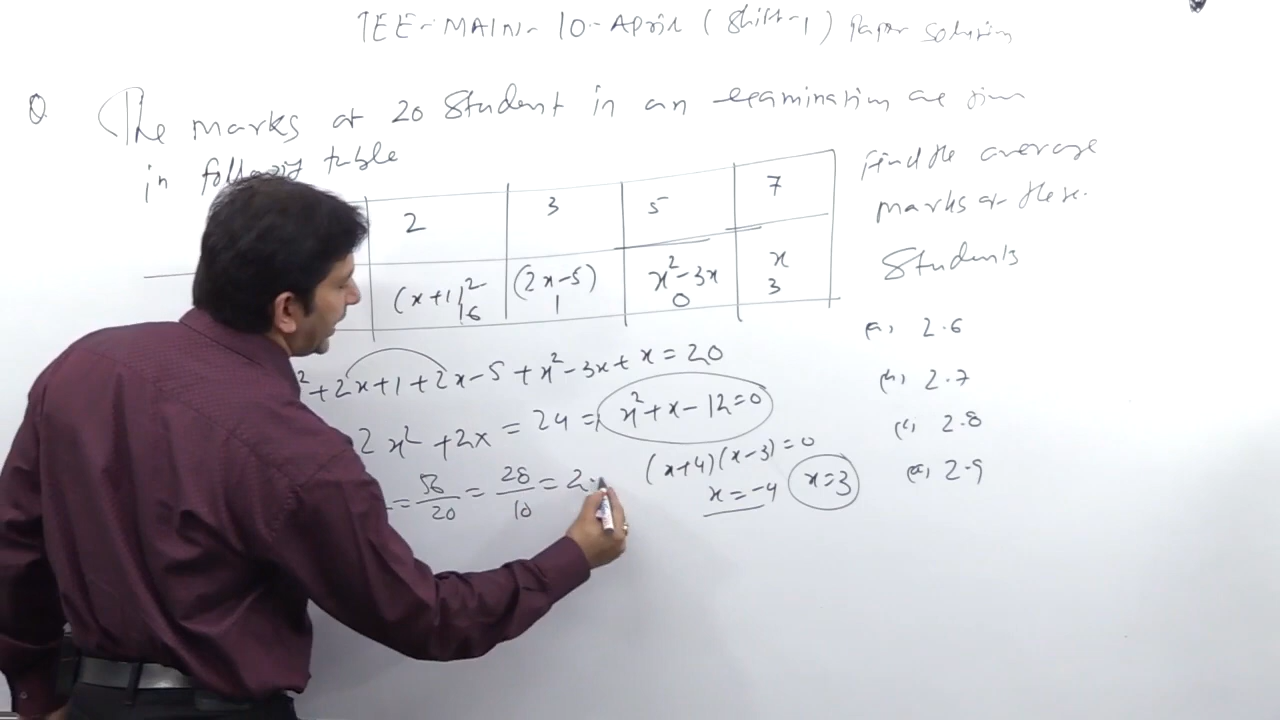 JEE-MAIN- 10-April (Shift-1) Paper Solution
Q The marks of 20 Student in an examination are given
in following table
2 3 5 7
(x+1)² (2x-5) x²-3x x
16 1 0 3
Find the average
marks of these
Students
(a) 2.6
(b) 2.7
(c) 2.8
(d) 2.9
²+2x+1+2x-5+x²-3x+x=20
2x²+2x=24 = x²+x-12=0
(x+4)(x-3)=0
x=-4 x=3
=56/20=28/10=2.